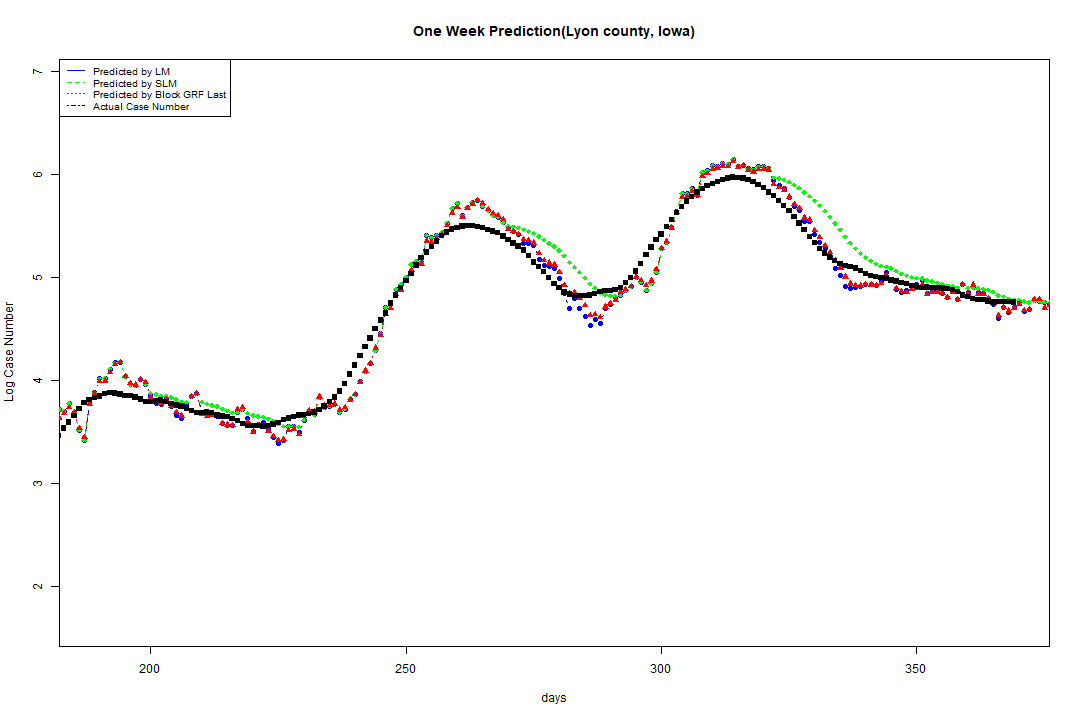 One Week Prediction(Lyon county, Iowa)
Predicted by LM
Predicted by SLM
Predicted by Block GRF Last
Actual Case Number
7
6
5
4
3
2
Log Case Number
200
250
300
350
days